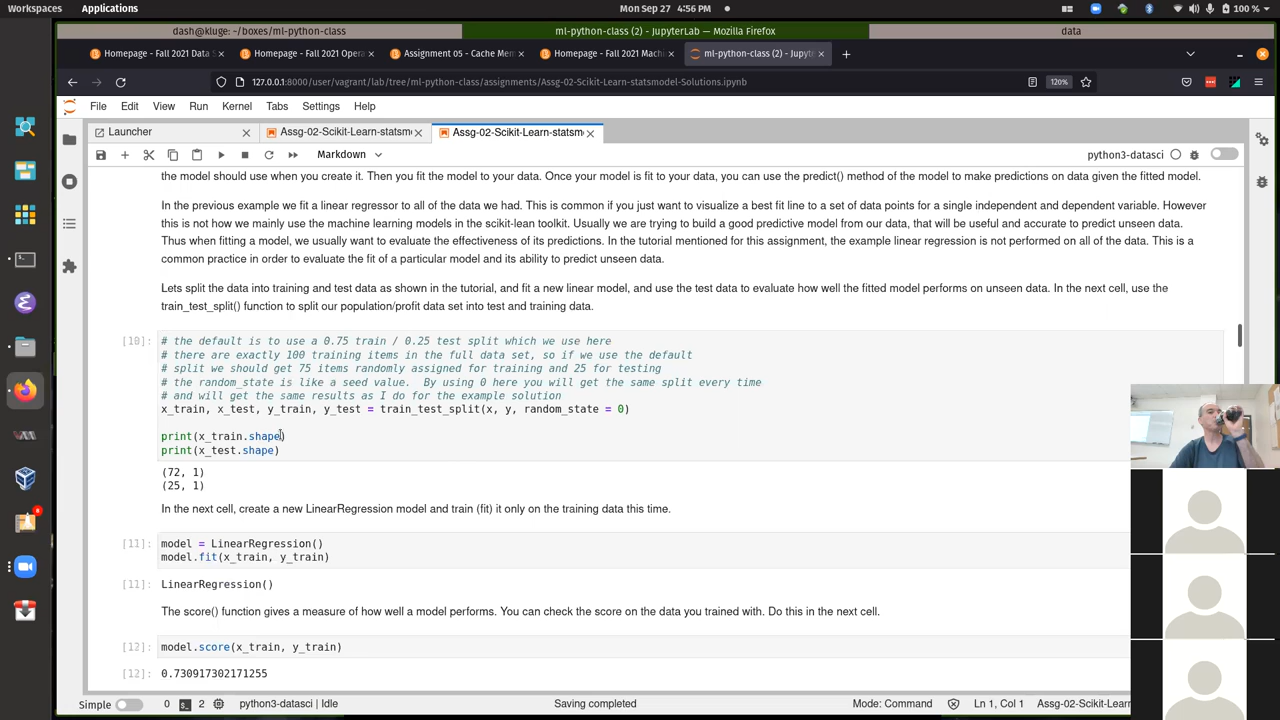 Workspaces Applications Mon Sep 27 4:56 PM 100 %
dash@kluge: ~/boxes/ml-python-class ml-python-class (2) - JupyterLab — Mozilla Firefox data
Homepage - Fall 2021 Data S Homepage - Fall 2021 Opera Assignment 05 - Cache Mem Homepage - Fall 2021 Machi ml-python-class (2) - Jupyt
127.0.0.1:8000/user/vagrant/lab/tree/ml-python-class/assignments/Assg-02-Scikit-Learn-statsmodel-Solutions.ipynb 120%
File Edit View Run Kernel Tabs Settings Help
Launcher Assg-02-Scikit-Learn-statsm Assg-02-Scikit-Learn-statsm
Markdown python3-datasci
the model should use when you create it. Then you fit the model to your data. Once your model is fit to your data, you can use the predict() method of the model to make predictions on data given the fitted model.
In the previous example we fit a linear regressor to all of the data we had. This is common if you just want to visualize a best fit line to a set of data points for a single independent and dependent variable. However
this is not how we mainly use the machine learning models in the scikit-lean toolkit. Usually we are trying to build a good predictive model from our data, that will be useful and accurate to predict unseen data.
Thus when fitting a model, we usually want to evaluate the effectiveness of its predictions. In the tutorial mentioned for this assignment, the example linear regression is not performed on all of the data. This is a
common practice in order to evaluate the fit of a particular model and its ability to predict unseen data.
Lets split the data into training and test data as shown in the tutorial, and fit a new linear model, and use the test data to evaluate how well the fitted model performs on unseen data. In the next cell, use the
train_test_split() function to split our population/profit data set into test and training data.
[10]: # the default is to use a 0.75 train / 0.25 test split which we use here
# there are exactly 100 training items in the full data set, so if we use the default
# split we should get 75 items randomly assigned for training and 25 for testing
# the random_state is like a seed value. By using 0 here you will get the same split every time
# and will get the same results as I do for the example solution
x_train, x_test, y_train, y_test = train_test_split(x, y, random_state = 0)
print(x_train.shape)
print(x_test.shape)
(72, 1)
(25, 1)
In the next cell, create a new LinearRegression model and train (fit) it only on the training data this time.
[11]: model = LinearRegression()
model.fit(x_train, y_train)
[11]: LinearRegression()
The score() function gives a measure of how well a model performs. You can check the score on the data you trained with. Do this in the next cell.
[12]: model.score(x_train, y_train)
[12]: 0.730917302171255
Simple 0 2 python3-datasci | Idle Saving completed Mode: Command Ln 1, Col 1 Assg-02-Scikit-Learn